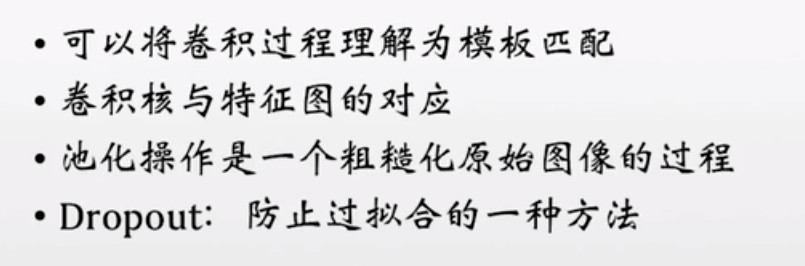 • 可以将卷积过程理解为模板匹配
• 卷积核与特征图的对应
• 池化操作是一个粗糙化原始图像的过程
• Dropout： 防止过拟合的一种方法